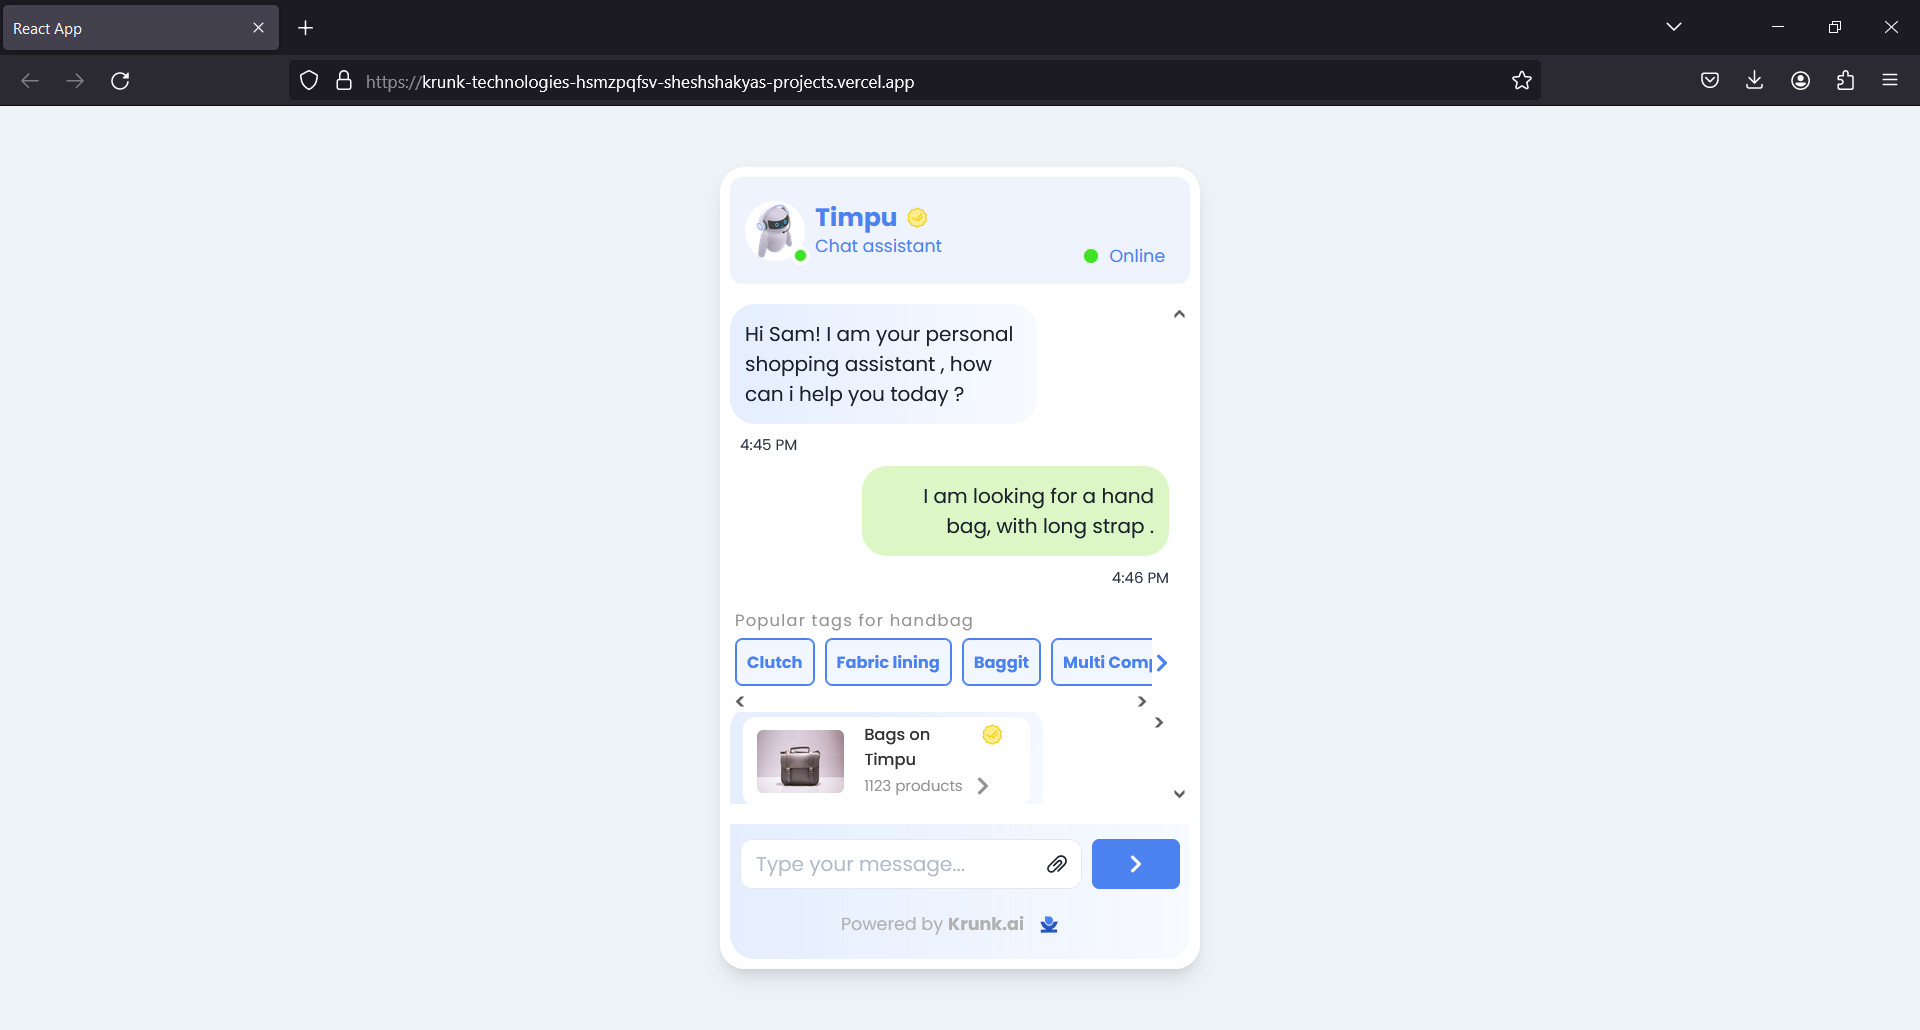 React App
https://krunk-technologies-hsmzpqfsv-sheshshakyas-projects.vercel.app
Timpu
Chat assistant
Online
Hi Sam! I am your personal
shopping assistant , how
can i help you today ?
4:45 PM
I am looking for a hand
bag, with long strap .
4:46 PM
Popular tags for handbag
Clutch
Fabric lining
Baggit
Multi Comp
Bags on
Timpu
1123 products
Type your message...
Powered by Krunk.ai